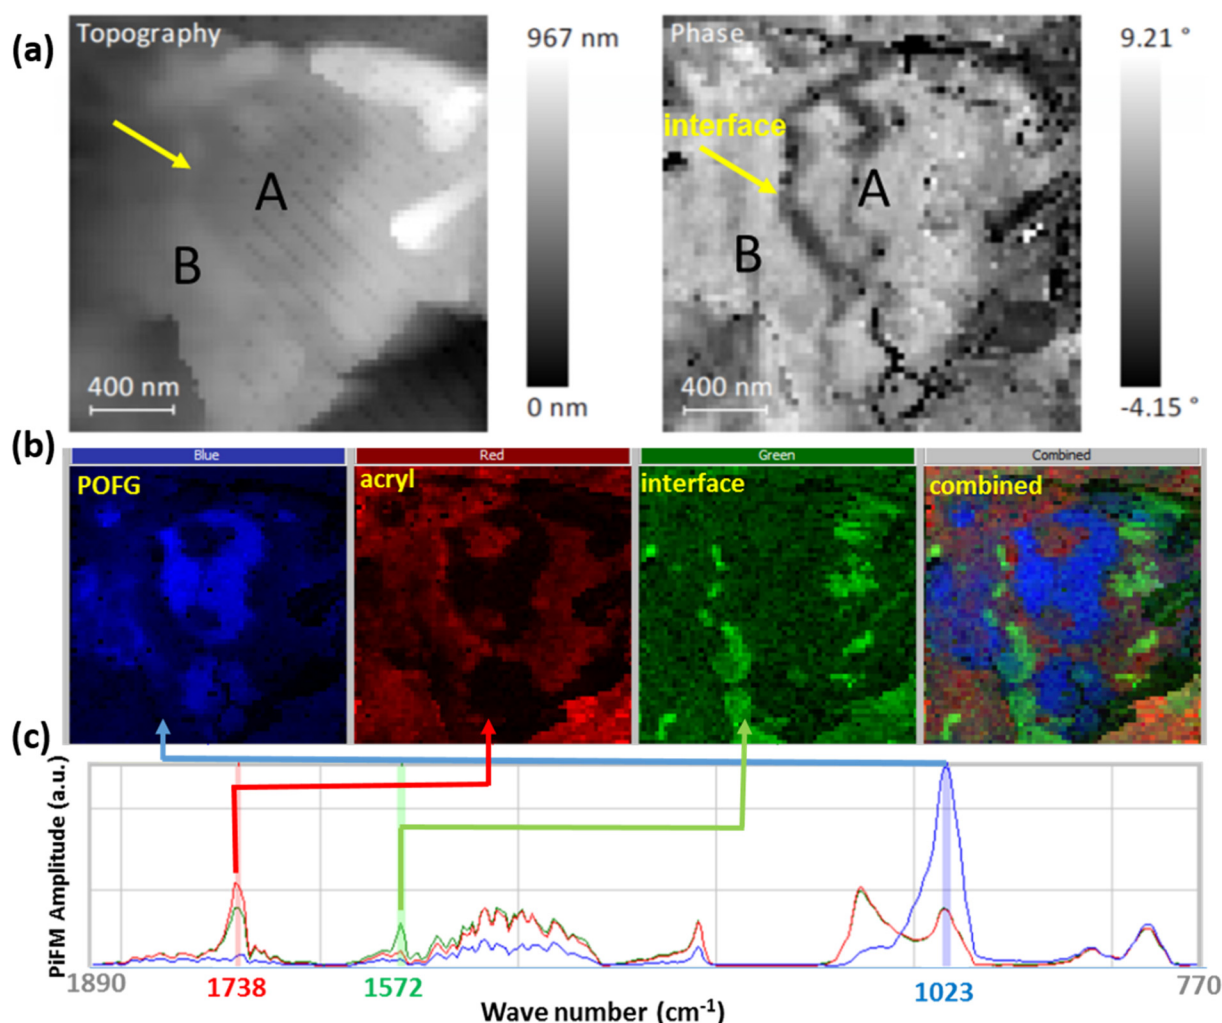 (a)
Topography
A
B
400 nm
967 nm
0 nm
Phase
interface
A
B
400 nm
9.21 °
-4.15 °
(b)
Blue
Red
Green
Combined
POFG
acryl
interface
combined
(c)
PiFM Amplitude (a.u.)
1890
1738
1572
1023
770
Wave number (cm⁻¹)